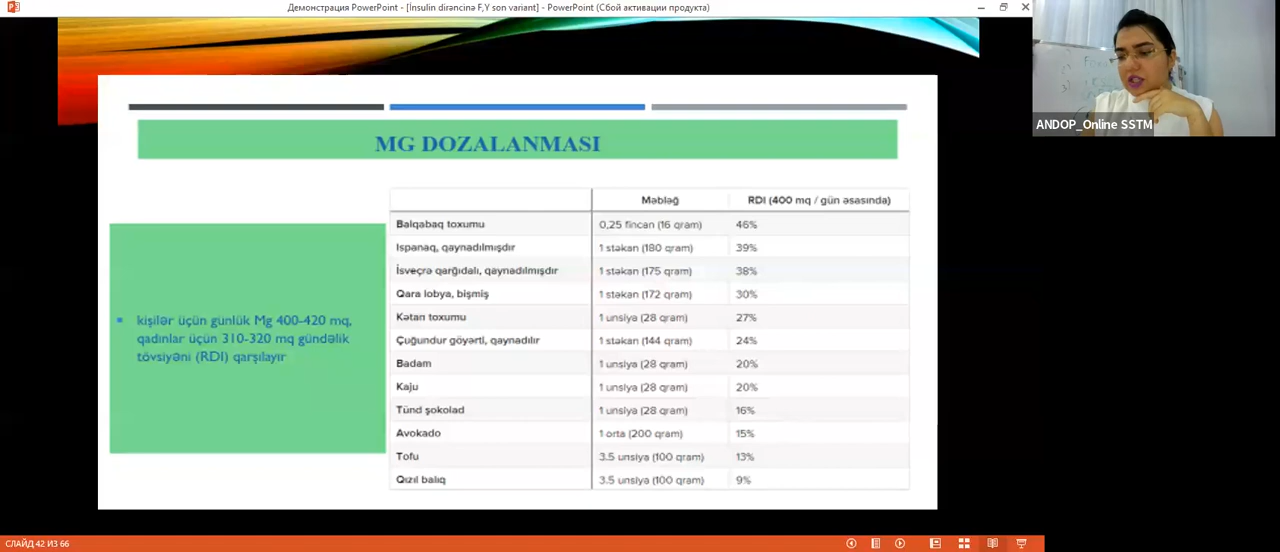 Демонстрация PowerPoint - [İnsulin dirəncinə F,Y son variant] - PowerPoint (Сбой активации продукта)
ANDOP_Online SSTM
MG DOZALANMASI
Məbləğ RDI (400 mq / gün əsasında)
Balqabaq toxumu 0,25 fincan (16 qram) 46%
Ispanaq, qaynadılmışdır 1 stəkan (180 qram) 39%
İsveçrə qarğıdalı, qaynadılmışdır 1 stəkan (175 qram) 38%
Qara lobya, bişmiş 1 stəkan (172 qram) 30%
Kətan toxumu 1 unsiya (28 qram) 27%
Çuğundur göyərti, qaynadılır 1 stəkan (144 qram) 24%
Badam 1 unsiya (28 qram) 20%
Kaju 1 unsiya (28 qram) 20%
Tünd şokolad 1 unsiya (28 qram) 16%
Avokado 1 orta (200 qram) 15%
Tofu 3.5 unsiya (100 qram) 13%
Qızıl balıq 3.5 unsiya (100 qram) 9%
kişilər üçün günlük Mg 400-420 mq,
qadınlar üçün 310-320 mq gündəlik
tövsiyəni (RDI) qarşılayır
СЛАЙД 42 ИЗ 66